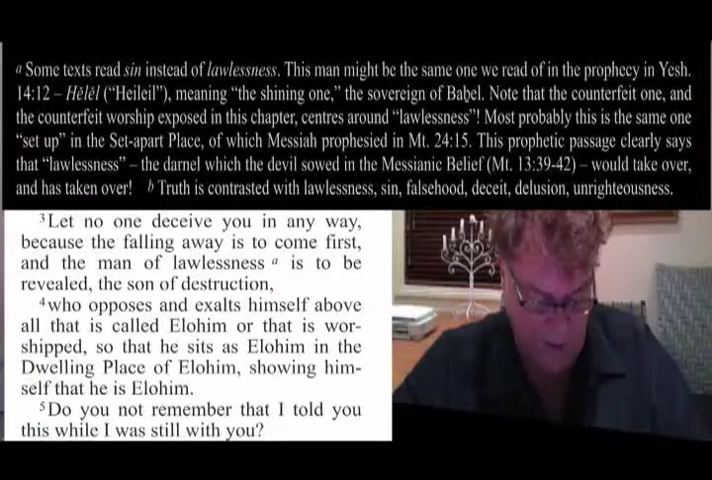 a Some texts read sin instead of lawlessness. This man might be the same one we read of in the prophecy in Yesh.
14:12 – Hĕlĕl (“Heileil”), meaning “the shining one,” the sovereign of Baḇel. Note that the counterfeit one, and
the counterfeit worship exposed in this chapter, centres around “lawlessness”! Most probably this is the same one
“set up” in the Set-apart Place, of which Messiah prophesied in Mt. 24:15. This prophetic passage clearly says
that “lawlessness” – the darnel which the devil sowed in the Messianic Belief (Mt. 13:39-42) – would take over,
and has taken over! b Truth is contrasted with lawlessness, sin, falsehood, deceit, delusion, unrighteousness.
3Let no one deceive you in any way,
because the falling away is to come first,
and the man of lawlessness a is to be
revealed, the son of destruction,
4who opposes and exalts himself above
all that is called Elohim or that is wor-
shipped, so that he sits as Elohim in the
Dwelling Place of Elohim, showing him-
self that he is Elohim.
5Do you not remember that I told you
this while I was still with you?